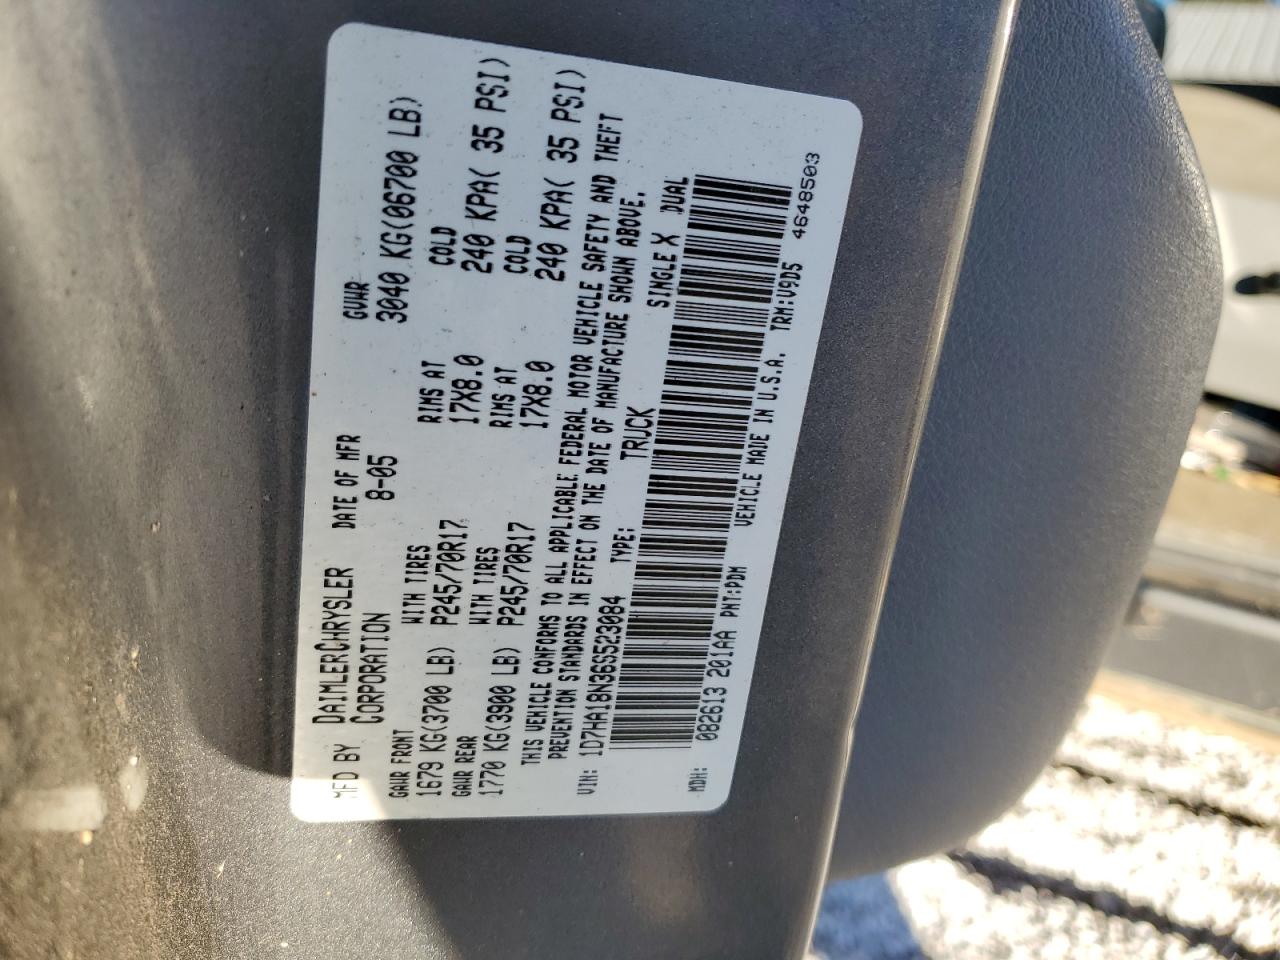 MFD BY DAIMLERCHRYSLER CORPORATION DATE OF MFR 8-05 GVWR 3040 KG(06700 LB)
GAWR FRONT WITH TIRES RIMS AT COLD
1679 KG(3700 LB) P245/70R17 17X8.0 240 KPA( 35 PSI)
GAWR REAR WITH TIRES RIMS AT COLD
1770 KG(3900 LB) P245/70R17 17X8.0 240 KPA( 35 PSI)
THIS VEHICLE CONFORMS TO ALL APPLICABLE FEDERAL MOTOR VEHICLE SAFETY AND THEFT
PREVENTION STANDARDS IN EFFECT ON THE DATE OF MANUFACTURE SHOWN ABOVE.
VIN: 1D7HA18N36S523084 TYPE: TRUCK SINGLE X DUAL
MDH: 082613 201AA PNT:PDM VEHICLE MADE IN U.S.A. TRM:V9D5 4648503